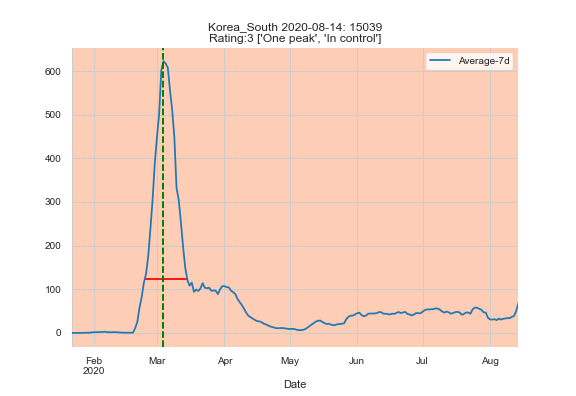 Korea_South 2020-08-14: 15039
Rating:3 ['One peak', 'In control']
Average-7d
600
500
400
300
200
100
0
Feb
2020
Mar
Apr
May
Jun
Jul
Aug
Date